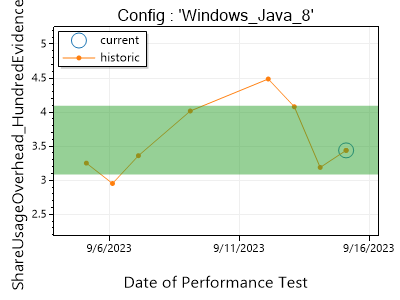 Config : 'Windows_Java_8'
ShareUsageOverhead_HundredEvidence
current
historic
5
4.5
4
3.5
3
2.5
9/6/2023
9/11/2023
9/16/2023
Date of Performance Test